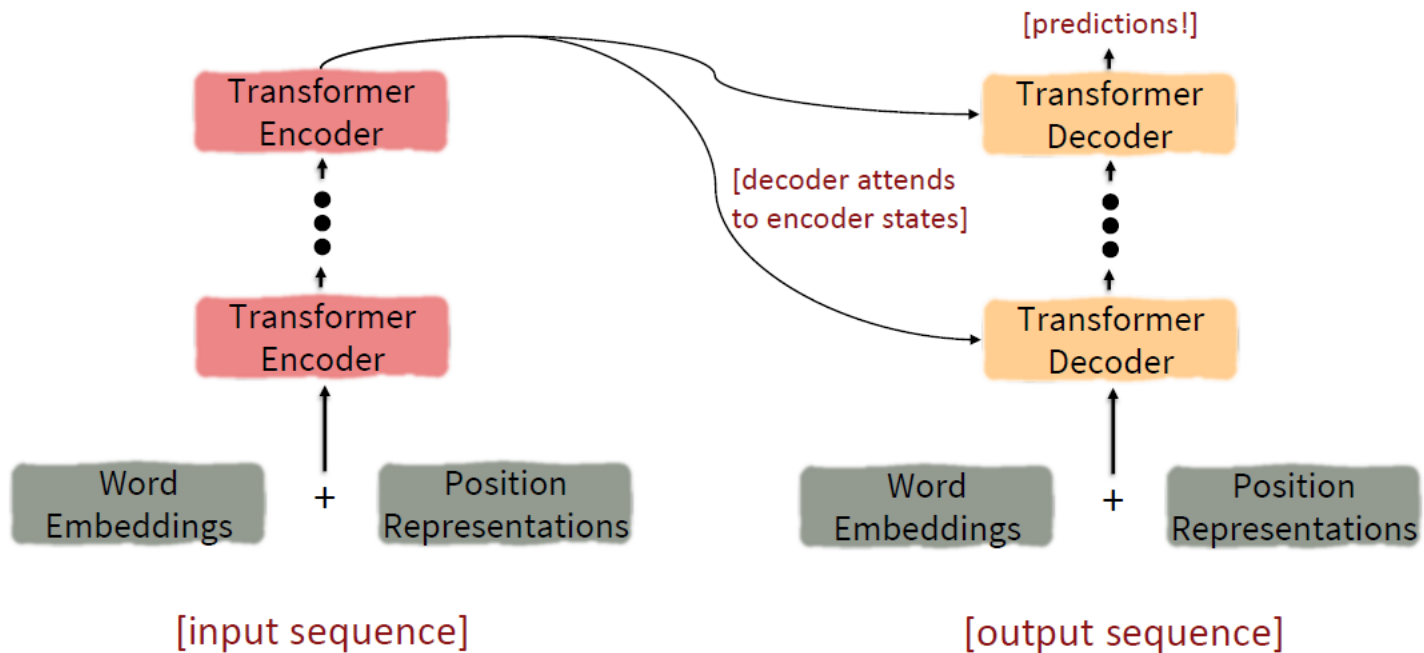 [predictions!]
Transformer
Encoder
Transformer
Decoder
[decoder attends
to encoder states]
Transformer
Encoder
Transformer
Decoder
Word
Embeddings
+
Position
Representations
Word
Embeddings
+
Position
Representations
[input sequence]
[output sequence]